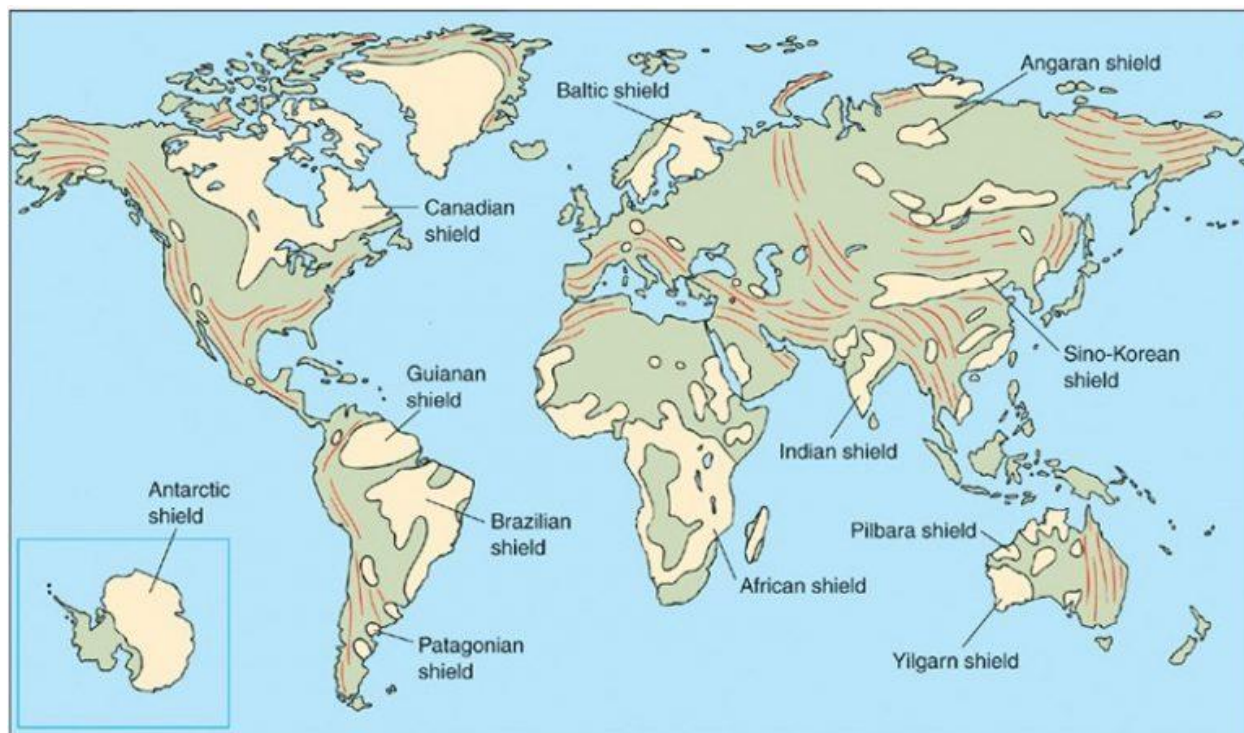 Angaran shield
Baltic shield
Canadian
shield
Sino-Korean
shield
Guianan
shield
Indian shield
Antarctic
shield
Brazilian
shield
Pilbara shield
African shield
Patagonian
shield
Yilgarn shield